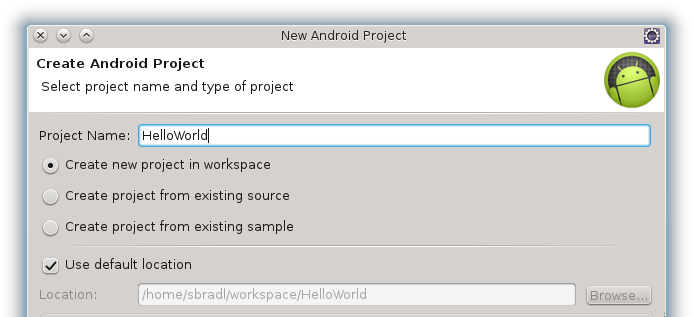 New Android Project
Create Android Project
Select project name and type of project
Project Name: HelloWorld
Create new project in workspace
Create project from existing source
Create project from existing sample
Use default location
Location: /home/sbradl/workspace/HelloWorld Browse...